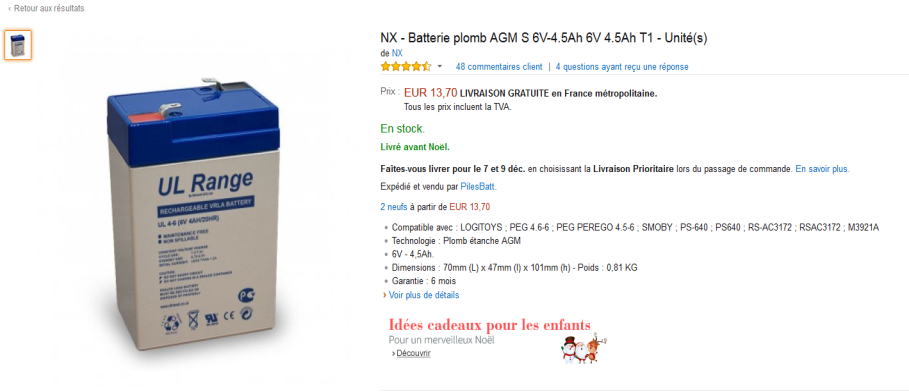 ‹ Retour aux résultats
NX - Batterie plomb AGM S 6V-4.5Ah 6V 4.5Ah T1 - Unité(s)
de NX
48 commentaires client | 4 questions ayant reçu une réponse
Prix : EUR 13,70 LIVRAISON GRATUITE en France métropolitaine.
Tous les prix incluent la TVA.
En stock.
Livré avant Noël.
Faites-vous livrer pour le 7 et 9 déc. en choisissant la Livraison Prioritaire lors du passage de commande. En savoir plus.
Expédié et vendu par PilesBatt.
2 neufs à partir de EUR 13,70
Compatible avec : LOGITOYS ; PEG 4.6-6 ; PEG PEREGO 4.5-6 ; SMOBY ; PS-640 ; PS640 ; RS-AC3172 ; RSAC3172 ; M3921A
Technologie : Plomb étanche AGM
6V - 4,5Ah.
Dimensions : 70mm (L) x 47mm (l) x 101mm (h) - Poids : 0,81 KG
Garantie : 6 mois
› Voir plus de détails
Idées cadeaux pour les enfants
Pour un merveilleux Noël
› Découvrir
UL Range
RECHARGEABLE VRLA BATTERY
UL 4-6 (6V 4AH/20HR)
MAINTENANCE FREE
NON SPILLABLE